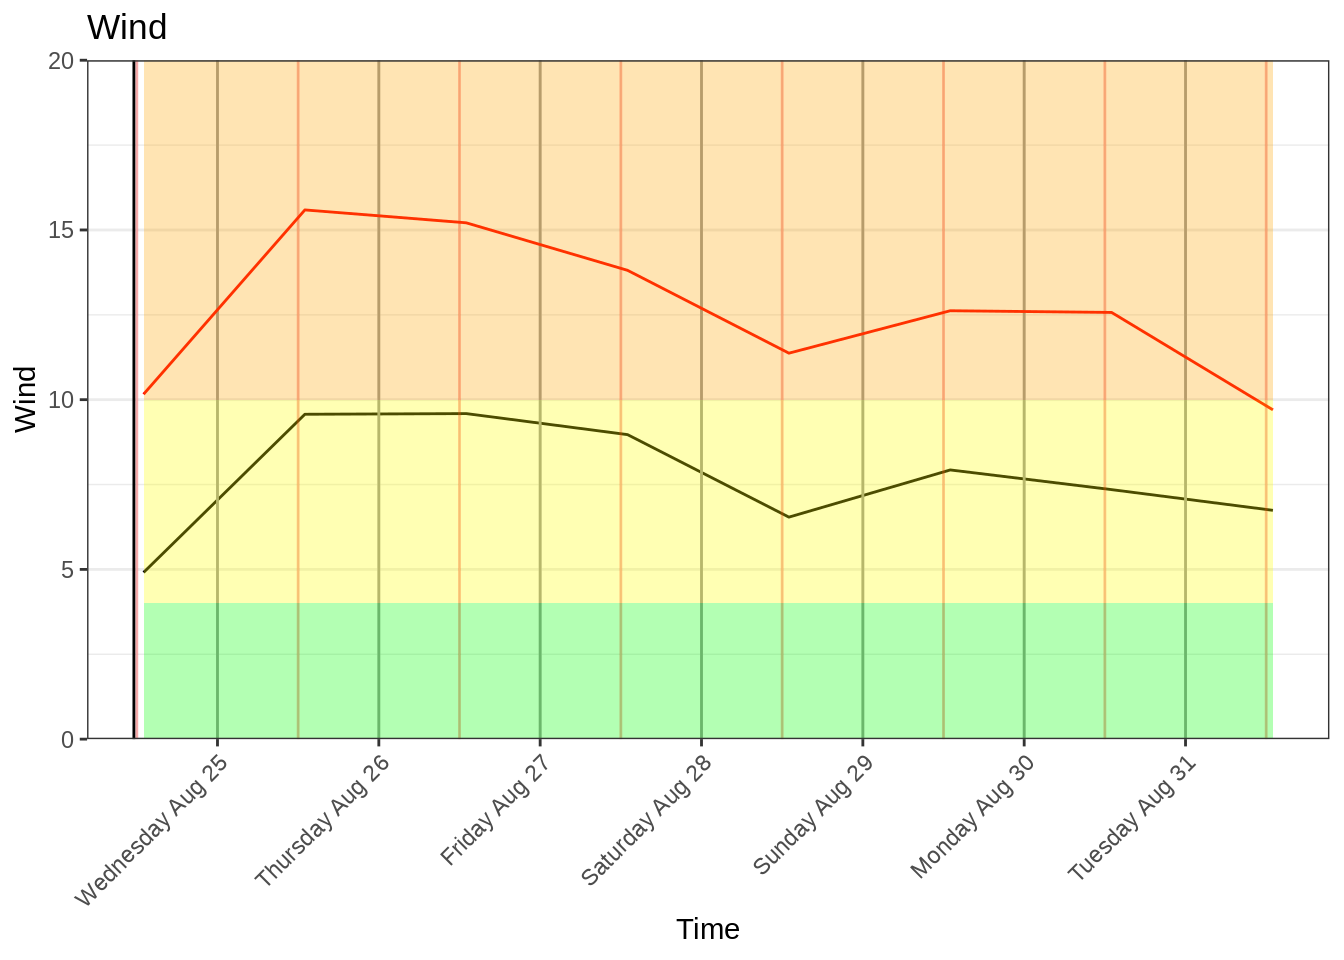 Wind
20
15
10
5
0
Wind
Wednesday Aug 25
Thursday Aug 26
Friday Aug 27
Saturday Aug 28
Sunday Aug 29
Monday Aug 30
Tuesday Aug 31
Time